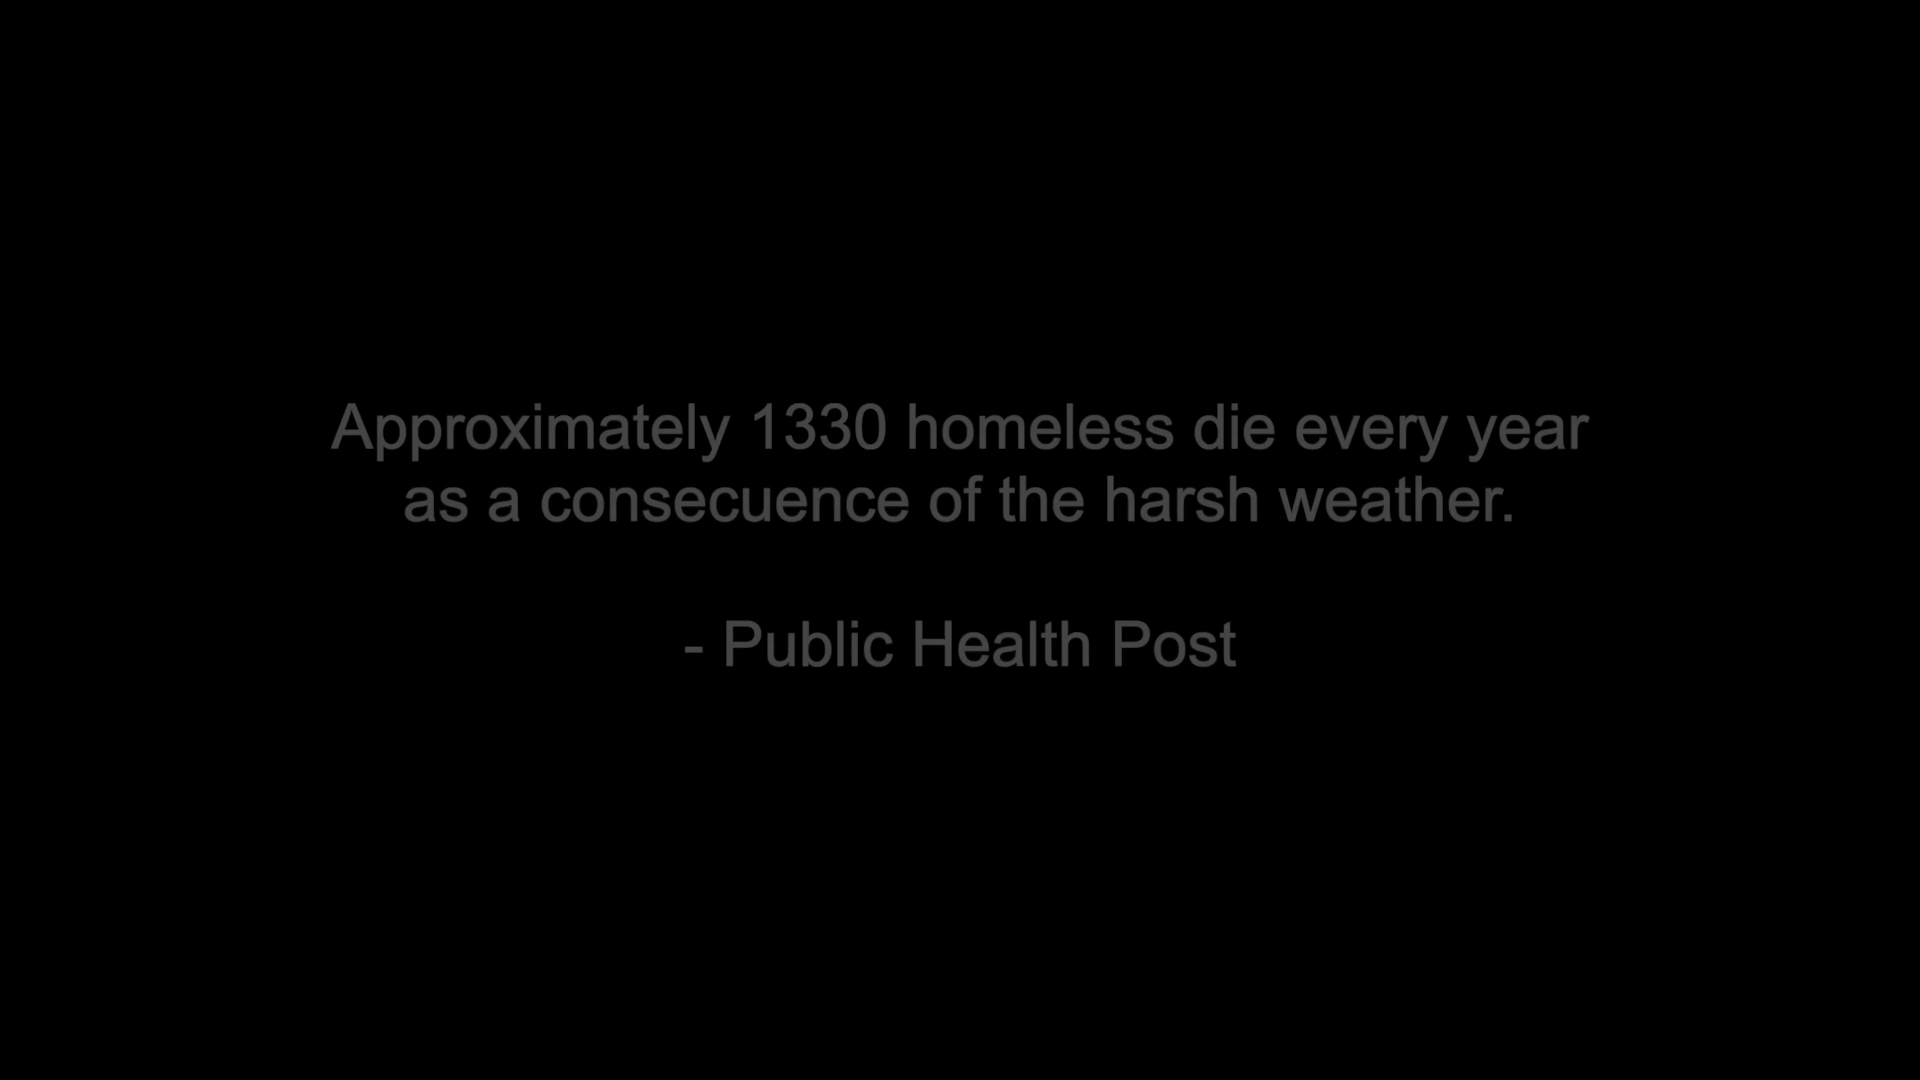 Approximately 1330 homeless die every year
as a consecuence of the harsh weather.
- Public Health Post